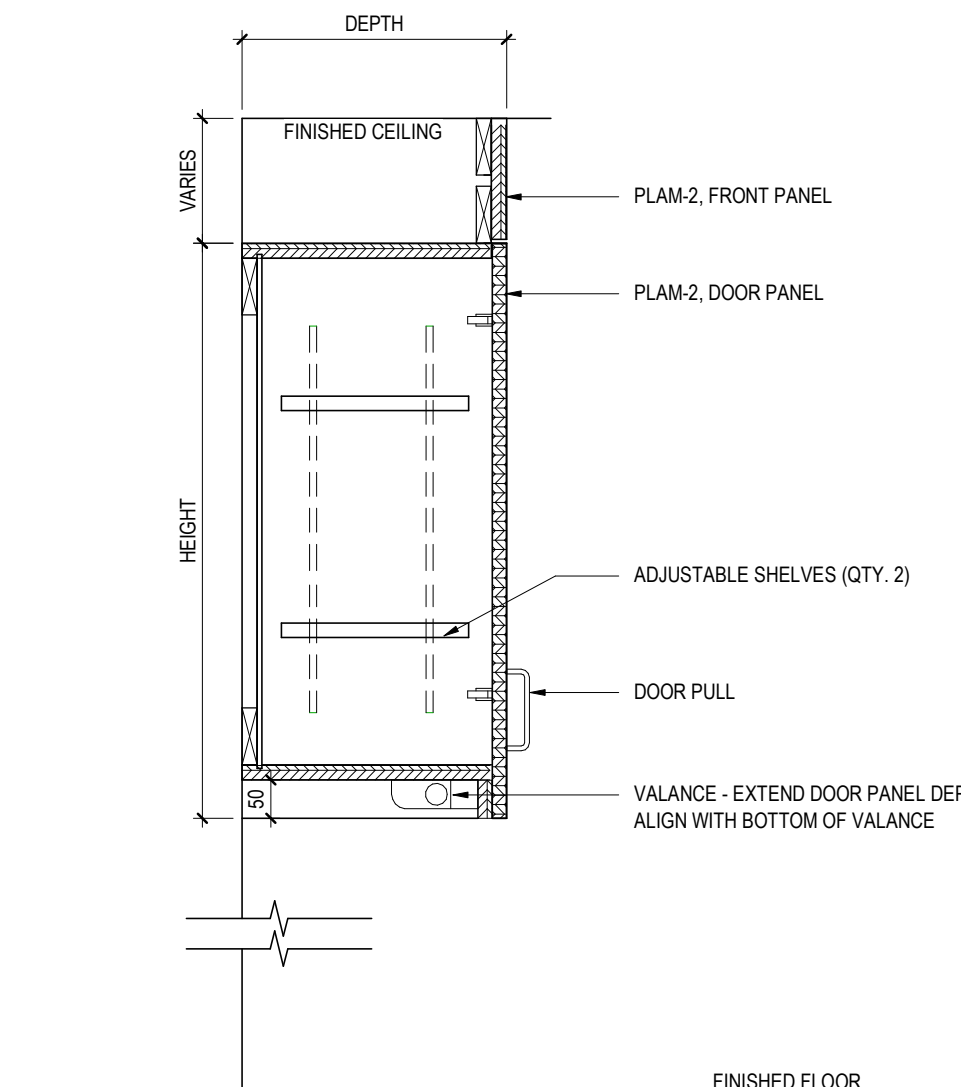 DEPTH
FINISHED CEILING
VARIES
PLAM-2, FRONT PANEL
PLAM-2, DOOR PANEL
HEIGHT
ADJUSTABLE SHELVES (QTY. 2)
DOOR PULL
50
VALANCE - EXTEND DOOR PANEL
ALIGN WITH BOTTOM OF VALANCE
FINISHED FLOOR